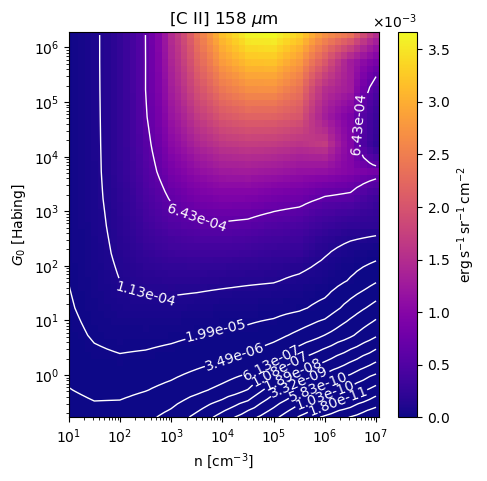 [C II] 158 μm
×10⁻³
10⁶
10⁵
10⁴
10³
10²
10¹
10⁰
G₀ [Habing]
6.43e-04
6.43e-04
1.13e-04
1.99e-05
3.49e-06
6.13e-07
1.08e-07
1.89e-08
3.32e-09
5.83e-10
1.03e-10
1.80e-11
10¹
10²
10³
10⁴
10⁵
10⁶
10⁷
n [cm⁻³]
3.5
3.0
2.5
2.0
1.5
1.0
0.5
0.0
erg s⁻¹ sr⁻¹ cm⁻²